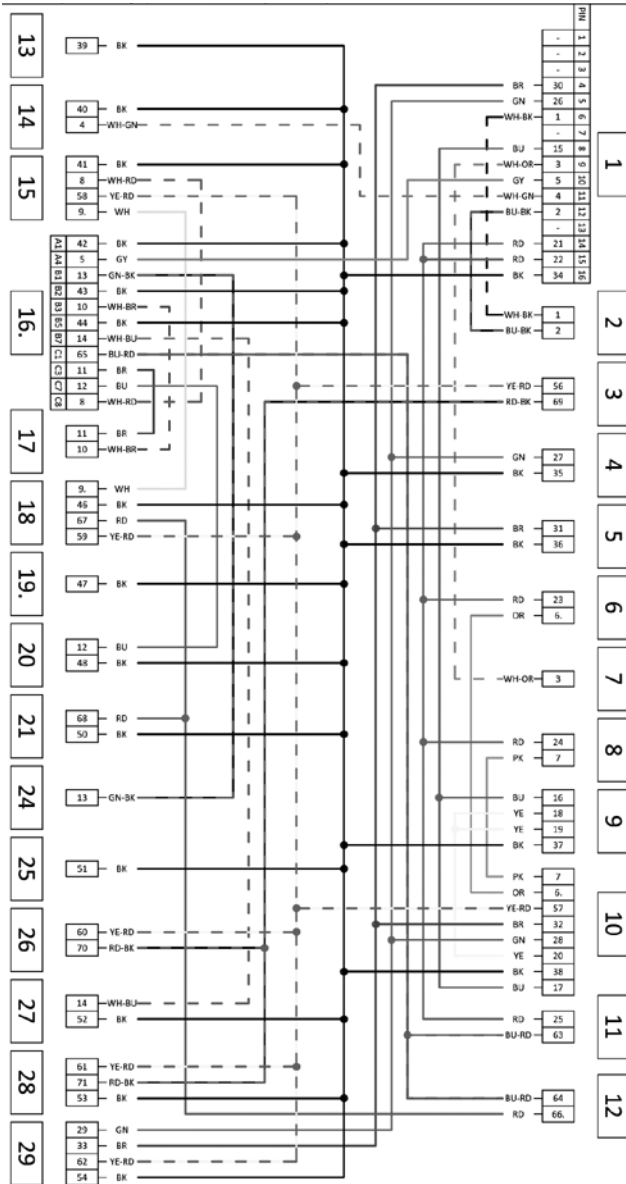 13
39 BK
14
40 BK
4 WH-GN
15
41 BK
8 WH-RD
58 YE-RD
9. WH
16.
A1 42 BK
A4 5 GY
B1 13 GN-BK
B2 43 BK
B3 10 WH-BR
B5 44 BK
B7 14 WH-BU
C1 65 BU-RD
C3 11 BR
C7 12 BU
C8 8 WH-RD
17
11 BR
10 WH-BR
18
9. WH
46 BK
67 RD
59 YE-RD
19.
47 BK
20
12 BU
48 BK
21
68 RD
50 BK
24
13 GN-BK
25
51 BK
26
60 YE-RD
70 RD-BK
27
14 WH-BU
52 BK
28
61 YE-RD
71 RD-BK
53 BK
29
29 GN
33 BR
62 YE-RD
54 BK
PIN
- 1
- 2
- 3
BR 30 4
GN 26 5
WH-BK 1 6
- 7
BU 15 8
WH-OR 3 9
GY 5 10
WH-GN 4 11
BU-BK 2 12
- 13
RD 21 14
RD 22 15
BK 34 16
1
WH-BK 1
BU-BK 2
2
YE-RD 56
RD-BK 69
3
GN 27
BK 35
4
BR 31
BK 36
5
RD 23
OR 6.
6
WH-OR 3
7
RD 24
PK 7
8
BU 16
YE 18
YE 19
BK 37
9
PK 7
OR 6.
YE-RD 57
BR 32
GN 28
YE 20
BK 38
BU 17
10
RD 25
BU-RD 63
11
BU-RD 64
RD 66.
12